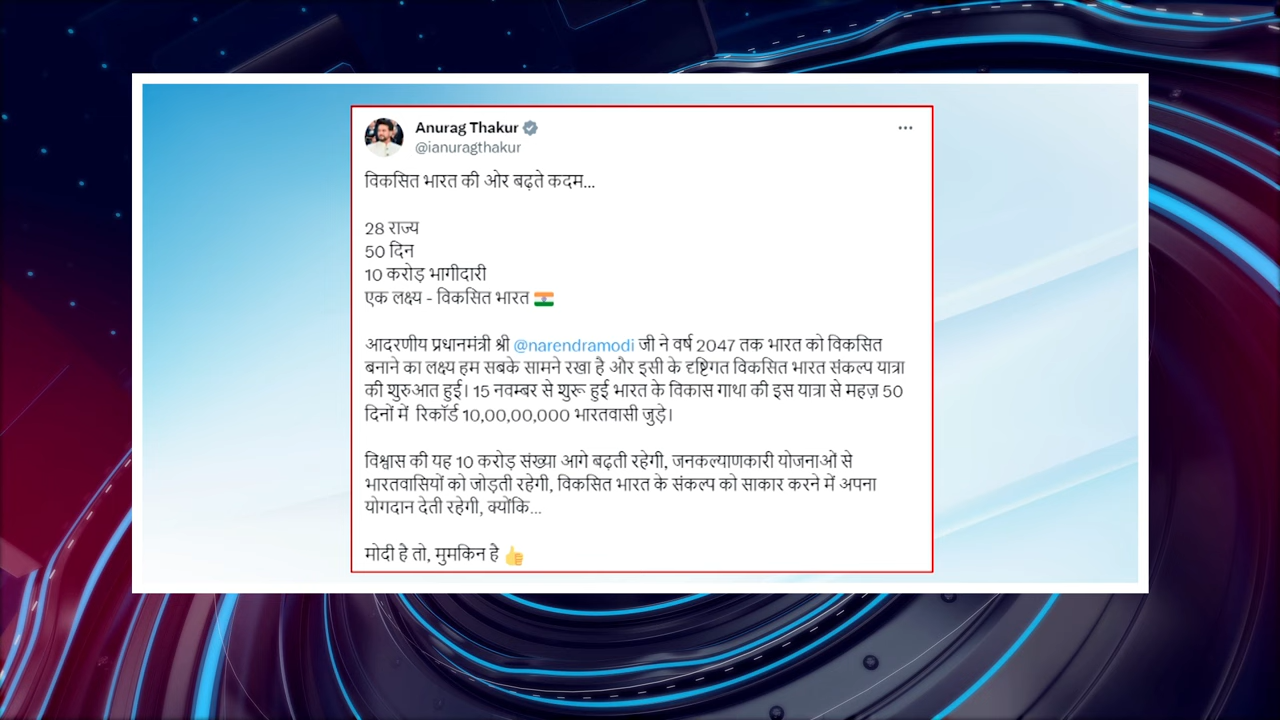 Anurag Thakur
@ianuragthakur
विकसित भारत की ओर बढ़ते कदम...
28 राज्य
50 दिन
10 करोड़ भागीदारी
एक लक्ष्य - विकसित भारत 🇮🇳
आदरणीय प्रधानमंत्री श्री @narendramodi जी ने वर्ष 2047 तक भारत को विकसित
बनाने का लक्ष्य हम सबके सामने रखा है और इसी के दृष्टिगत विकसित भारत संकल्प यात्रा
की शुरुआत हुई। 15 नवम्बर से शुरू हुई भारत के विकास गाथा की इस यात्रा से महज़ 50
दिनों में रिकॉर्ड 10,00,00,000 भारतवासी जुड़े।
विश्वास की यह 10 करोड़ संख्या आगे बढ़ती रहेगी, जनकल्याणकारी योजनाओं से
भारतवासियों को जोड़ती रहेगी, विकसित भारत के संकल्प को साकार करने में अपना
योगदान देती रहेगी, क्योंकि...
मोदी है तो, मुमकिन है 👍